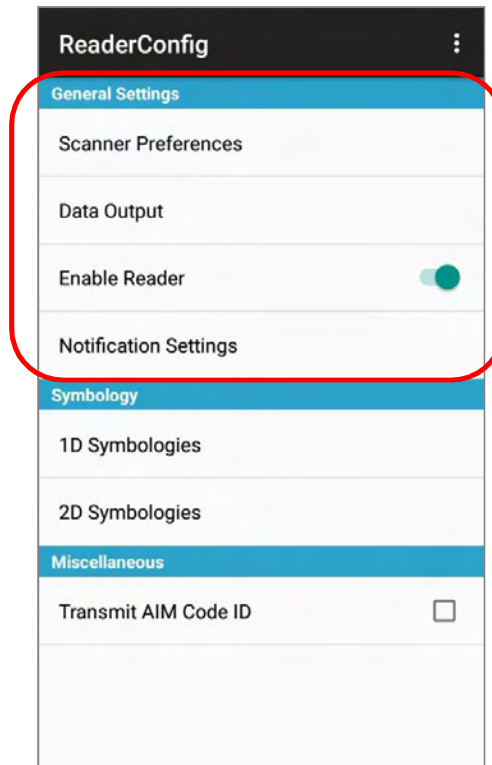 ReaderConfig
General Settings
Scanner Preferences
Data Output
Enable Reader
Notification Settings
Symbology
1D Symbologies
2D Symbologies
Miscellaneous
Transmit AIM Code ID